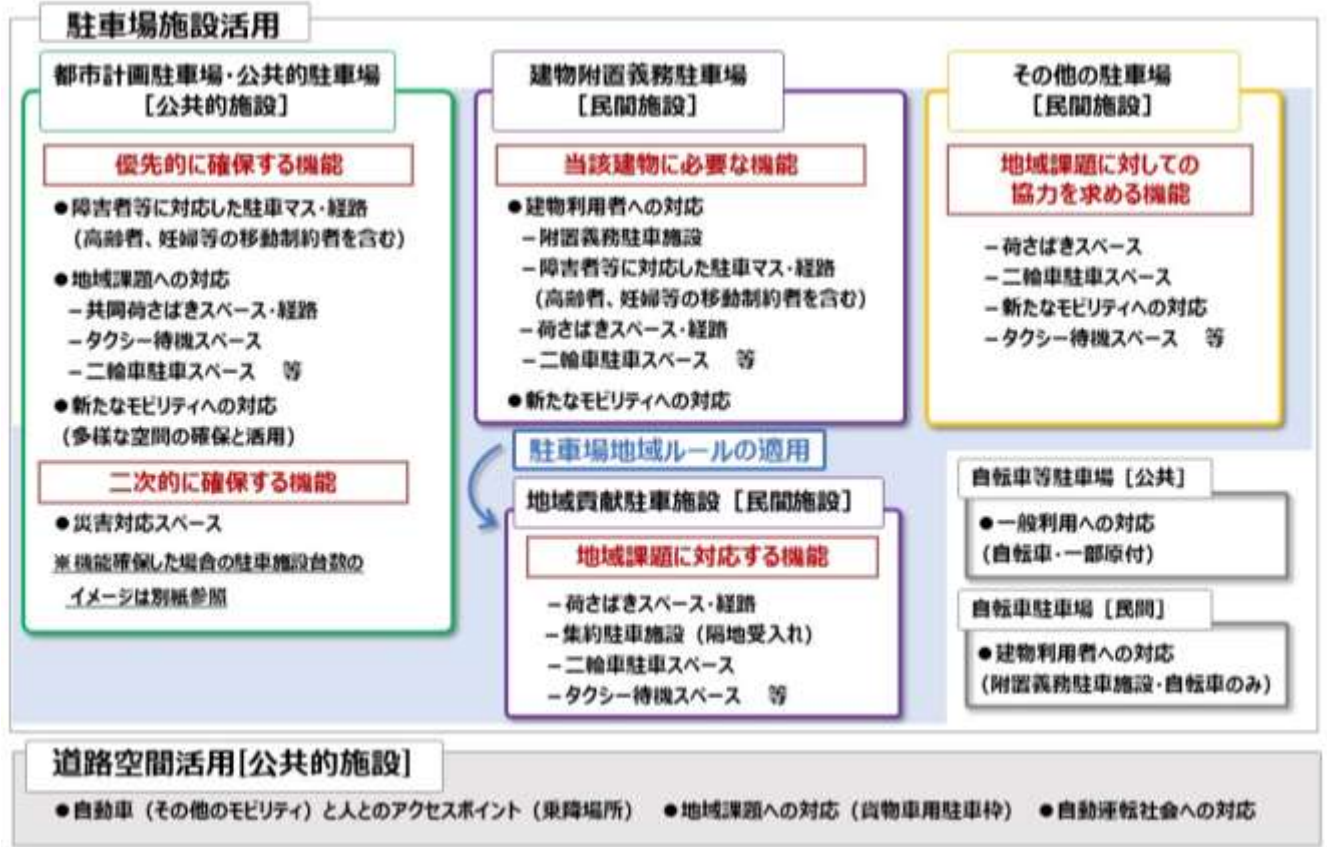 駐車場施設活用
都市計画駐車場・公共的駐車場
［公共的施設］
優先的に確保する機能
●障害者等に対応した駐車マス・経路
（高齢者、妊婦等の移動制約者を含む）
●地域課題への対応
－共同荷さばきスペース・経路
－タクシー待機スペース
－二輪車駐車スペース　等
●新たなモビリティへの対応
（多様な空間の確保と活用）
二次的に確保する機能
●災害対応スペース
※機能確保した場合の駐車施設台数の
イメージは別紙参照
建物附置義務駐車場
［民間施設］
当該建物に必要な機能
●建物利用者への対応
－附置義務駐車施設
－障害者等に対応した駐車マス・経路
（高齢者、妊婦等の移動制約者を含む）
－荷さばきスペース・経路
－二輪車駐車スペース　等
●新たなモビリティへの対応
駐車場地域ルールの適用
地域貢献駐車施設［民間施設］
地域課題に対応する機能
－荷さばきスペース・経路
－集約駐車施設（隔地受入れ）
－二輪車駐車スペース
－タクシー待機スペース　等
その他の駐車場
［民間施設］
地域課題に対しての
協力を求める機能
－荷さばきスペース
－二輪車駐車スペース
－新たなモビリティへの対応
－タクシー待機スペース　等
自転車等駐車場［公共］
●一般利用への対応
（自転車・一部原付）
自転車駐車場［民間］
●建物利用者への対応
（附置義務駐車施設・自転車のみ）
道路空間活用[公共的施設]
●自動車（その他のモビリティ）と人とのアクセスポイント（乗降場所）　●地域課題への対応（貨物車用駐車枠）　●自動運転社会への対応